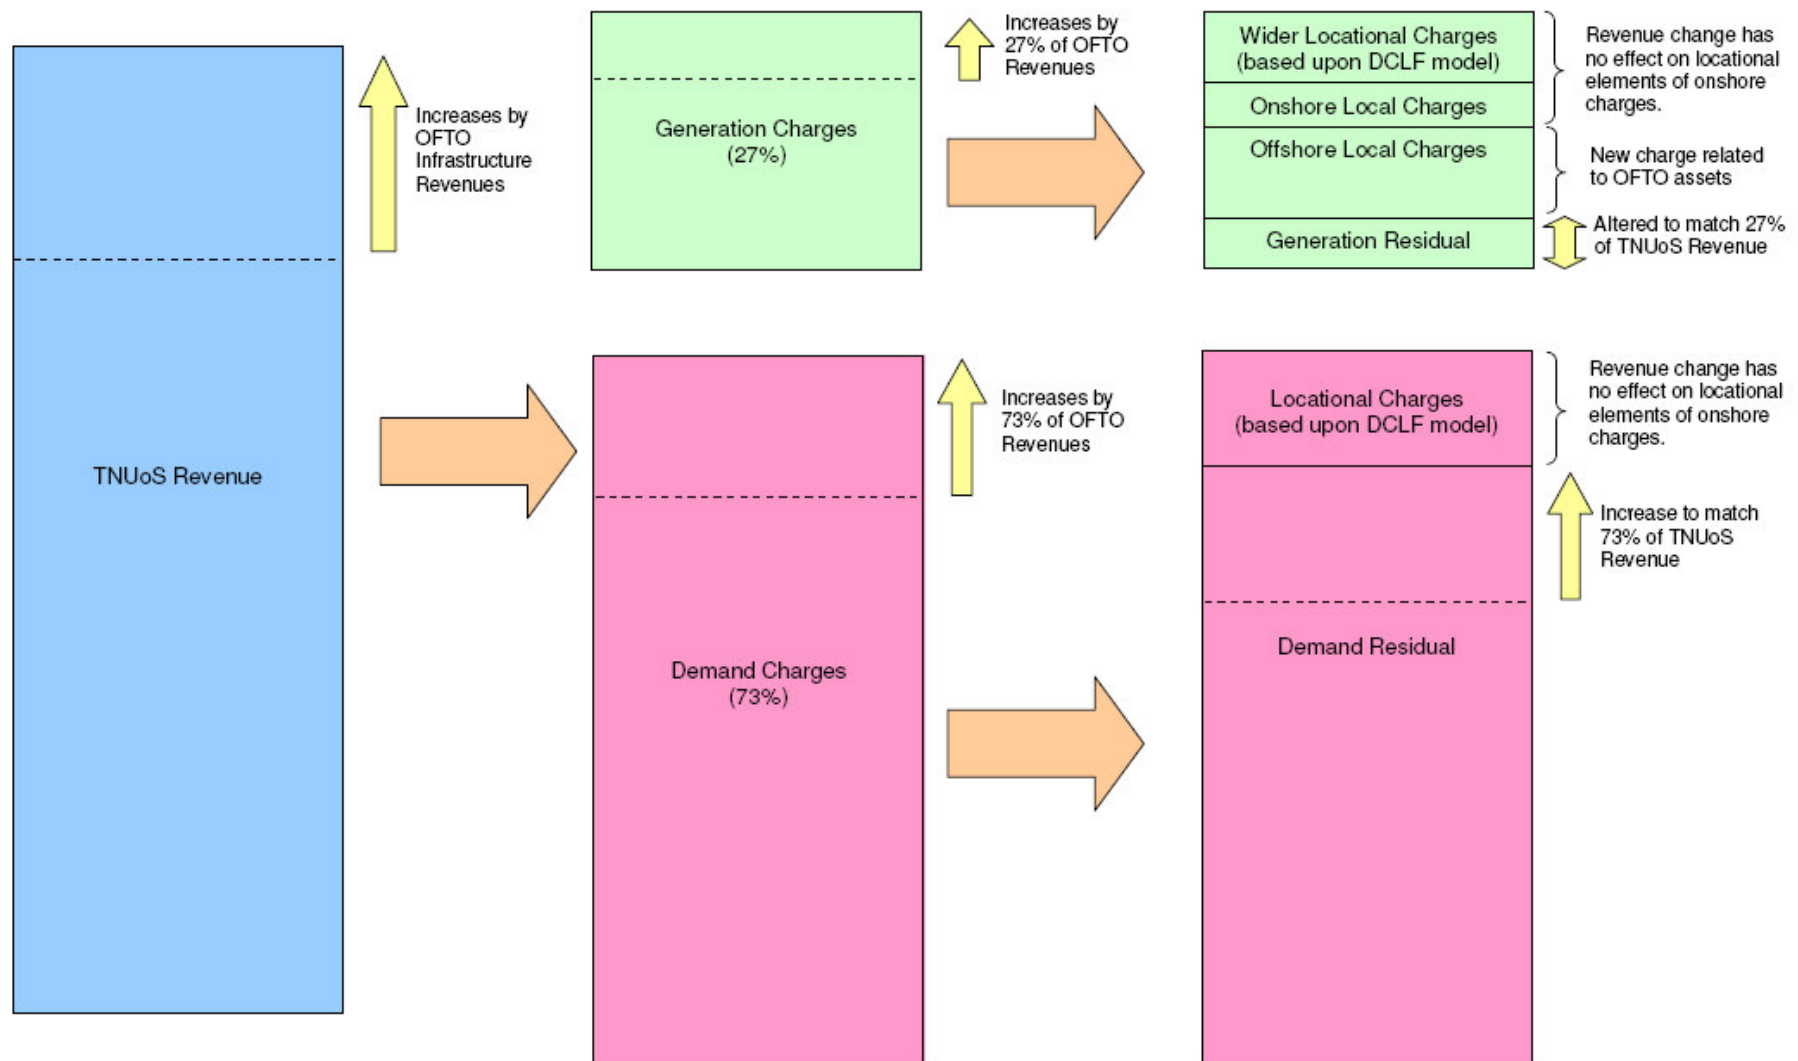 TNUoS Revenue
Increases by
OFTO
Infrastructure
Revenues
Generation Charges
(27%)
Increases by
27% of OFTO
Revenues
Wider Locational Charges
(based upon DCLF model)
Onshore Local Charges
Offshore Local Charges
Generation Residual
Revenue change has
no effect on locational
elements of onshore
charges.
New charge related
to OFTO assets
Altered to match 27%
of TNUoS Revenue
Demand Charges
(73%)
Increases by
73% of OFTO
Revenues
Locational Charges
(based upon DCLF model)
Demand Residual
Revenue change has
no effect on locational
elements of onshore
charges.
Increase to match
73% of TNUoS
Revenue